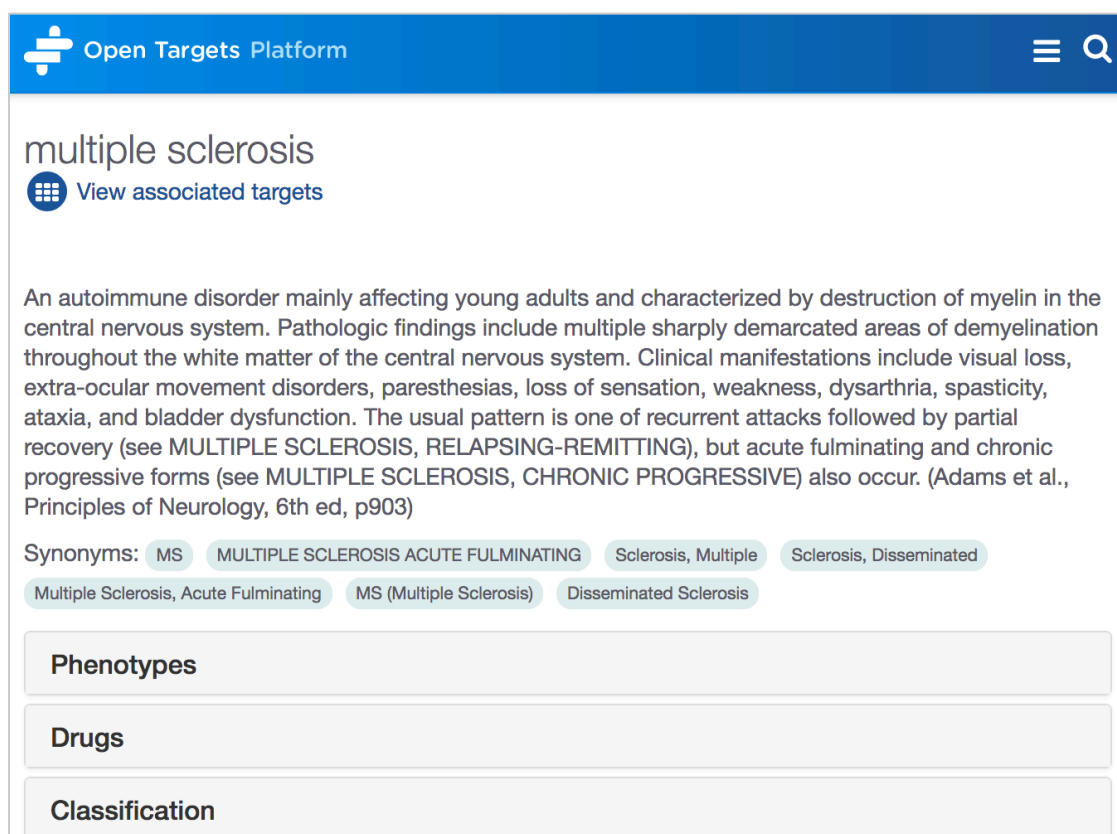 Open Targets Platform
multiple sclerosis
View associated targets
An autoimmune disorder mainly affecting young adults and characterized by destruction of myelin in the
central nervous system. Pathologic findings include multiple sharply demarcated areas of demyelination
throughout the white matter of the central nervous system. Clinical manifestations include visual loss,
extra-ocular movement disorders, paresthesias, loss of sensation, weakness, dysarthria, spasticity,
ataxia, and bladder dysfunction. The usual pattern is one of recurrent attacks followed by partial
recovery (see MULTIPLE SCLEROSIS, RELAPSING-REMITTING), but acute fulminating and chronic
progressive forms (see MULTIPLE SCLEROSIS, CHRONIC PROGRESSIVE) also occur. (Adams et al.,
Principles of Neurology, 6th ed, p903)
Synonyms: MS MULTIPLE SCLEROSIS ACUTE FULMINATING Sclerosis, Multiple Sclerosis, Disseminated
Multiple Sclerosis, Acute Fulminating MS (Multiple Sclerosis) Disseminated Sclerosis
Phenotypes
Drugs
Classification